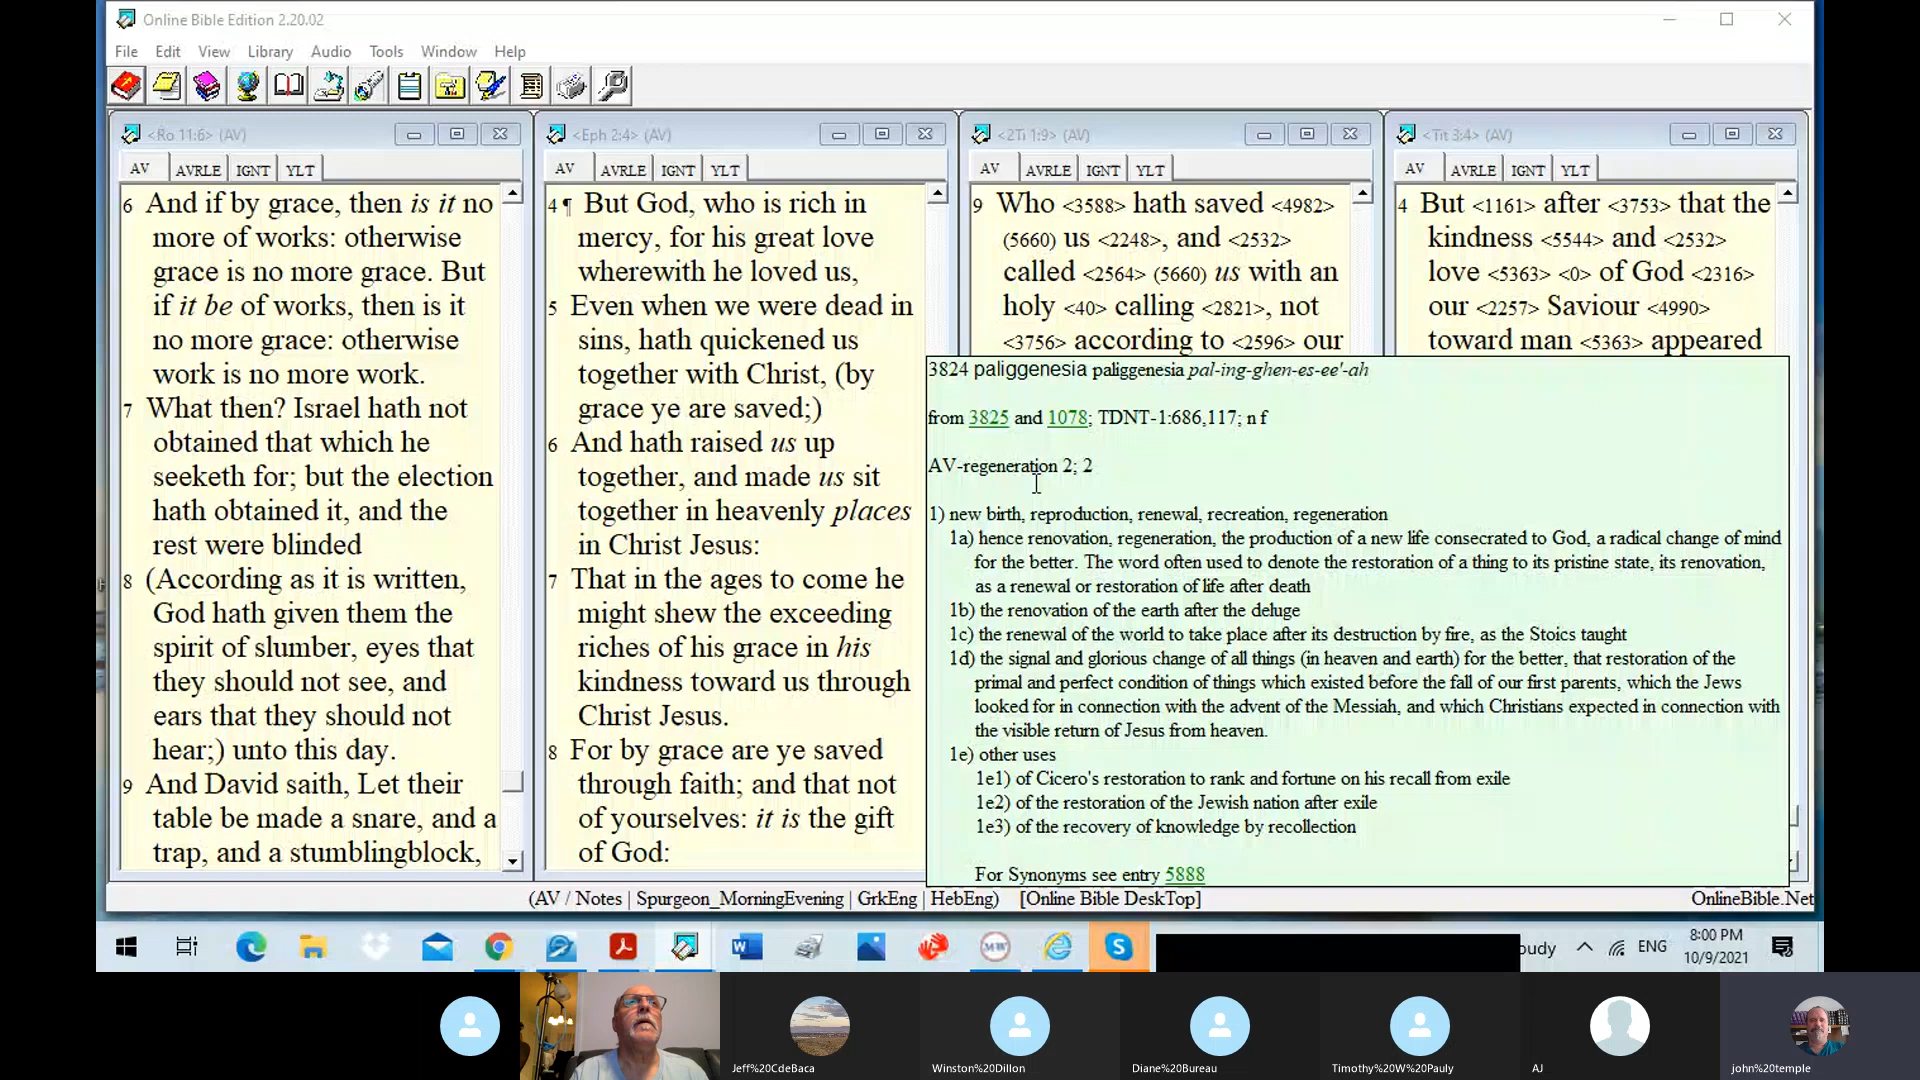 Online Bible Edition 2.20.02
File Edit View Library Audio Tools Window Help
<Ro 11:6> (AV)
AV AVRLE IGNT YLT
6 And if by grace, then is it no
more of works: otherwise
grace is no more grace. But
if it be of works, then is it
no more grace: otherwise
work is no more work.
7 What then? Israel hath not
obtained that which he
seeketh for; but the election
hath obtained it, and the
rest were blinded
8 (According as it is written,
God hath given them the
spirit of slumber, eyes that
they should not see, and
ears that they should not
hear;) unto this day.
9 And David saith, Let their
table be made a snare, and a
trap, and a stumblingblock,
<Eph 2:4> (AV)
AV AVRLE IGNT YLT
4 ¶ But God, who is rich in
mercy, for his great love
wherewith he loved us,
5 Even when we were dead in
sins, hath quickened us
together with Christ, (by
grace ye are saved;)
6 And hath raised us up
together, and made us sit
together in heavenly places
in Christ Jesus:
7 That in the ages to come he
might shew the exceeding
riches of his grace in his
kindness toward us through
Christ Jesus.
8 For by grace are ye saved
through faith; and that not
of yourselves: it is the gift
of God:
<2Ti 1:9> (AV)
AV AVRLE IGNT YLT
9 Who <3588> hath saved <4982>
(5660) us <2248>, and <2532>
called <2564> (5660) us with an
holy <40> calling <2821>, not
<3756> according to <2596> our
<Tit 3:4> (AV)
AV AVRLE IGNT YLT
4 But <1161> after <3753> that the
kindness <5544> and <2532>
love <5363> <0> of God <2316>
our <2257> Saviour <4990>
toward man <5363> appeared
3824 paliggenesia paliggenesia pal-ing-ghen-es-ee'-ah
from 3825 and 1078; TDNT-1:686,117; n f
AV-regeneration 2; 2
1) new birth, reproduction, renewal, recreation, regeneration
1a) hence renovation, regeneration, the production of a new life consecrated to God, a radical change of mind
for the better. The word often used to denote the restoration of a thing to its pristine state, its renovation,
as a renewal or restoration of life after death
1b) the renovation of the earth after the deluge
1c) the renewal of the world to take place after its destruction by fire, as the Stoics taught
1d) the signal and glorious change of all things (in heaven and earth) for the better, that restoration of the
primal and perfect condition of things which existed before the fall of our first parents, which the Jews
looked for in connection with the advent of the Messiah, and which Christians expected in connection with
the visible return of Jesus from heaven.
1e) other uses
1e1) of Cicero's restoration to rank and fortune on his recall from exile
1e2) of the restoration of the Jewish nation after exile
1e3) of the recovery of knowledge by recollection
For Synonyms see entry 5888
(AV / Notes | Spurgeon_MorningEvening | GrkEng | HebEng) [Online Bible DeskTop] OnlineBible.Net
oudy ENG 8:00 PM
10/9/2021
Jeff%20CdeBaca Winston%20Dillon Diane%20Bureau Timothy%20W%20Pauly AJ john%20temple